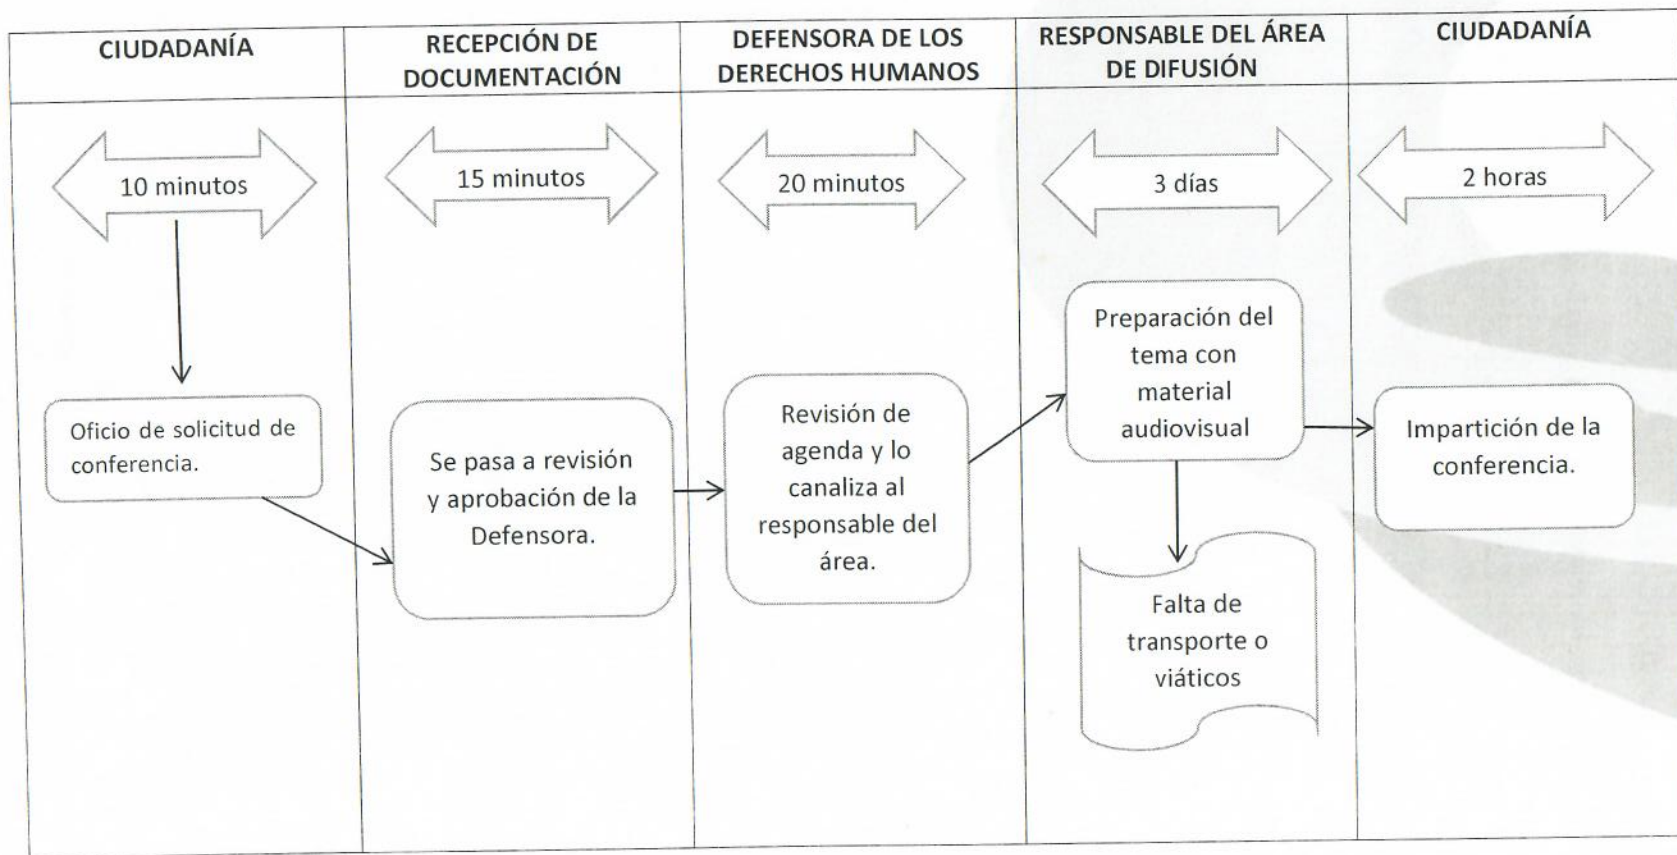 CIUDADANÍA
RECEPCIÓN DE
DOCUMENTACIÓN
DEFENSORA DE LOS
DERECHOS HUMANOS
RESPONSABLE DEL ÁREA
DE DIFUSIÓN
CIUDADANÍA
10 minutos
15 minutos
20 minutos
3 días
2 horas
Oficio de solicitud de
conferencia.
Se pasa a revisión
y aprobación de la
Defensora.
Revisión de
agenda y lo
canaliza al
responsable del
área.
Preparación del
tema con
material
audiovisual
Impartición de la
conferencia.
Falta de
transporte o
viáticos